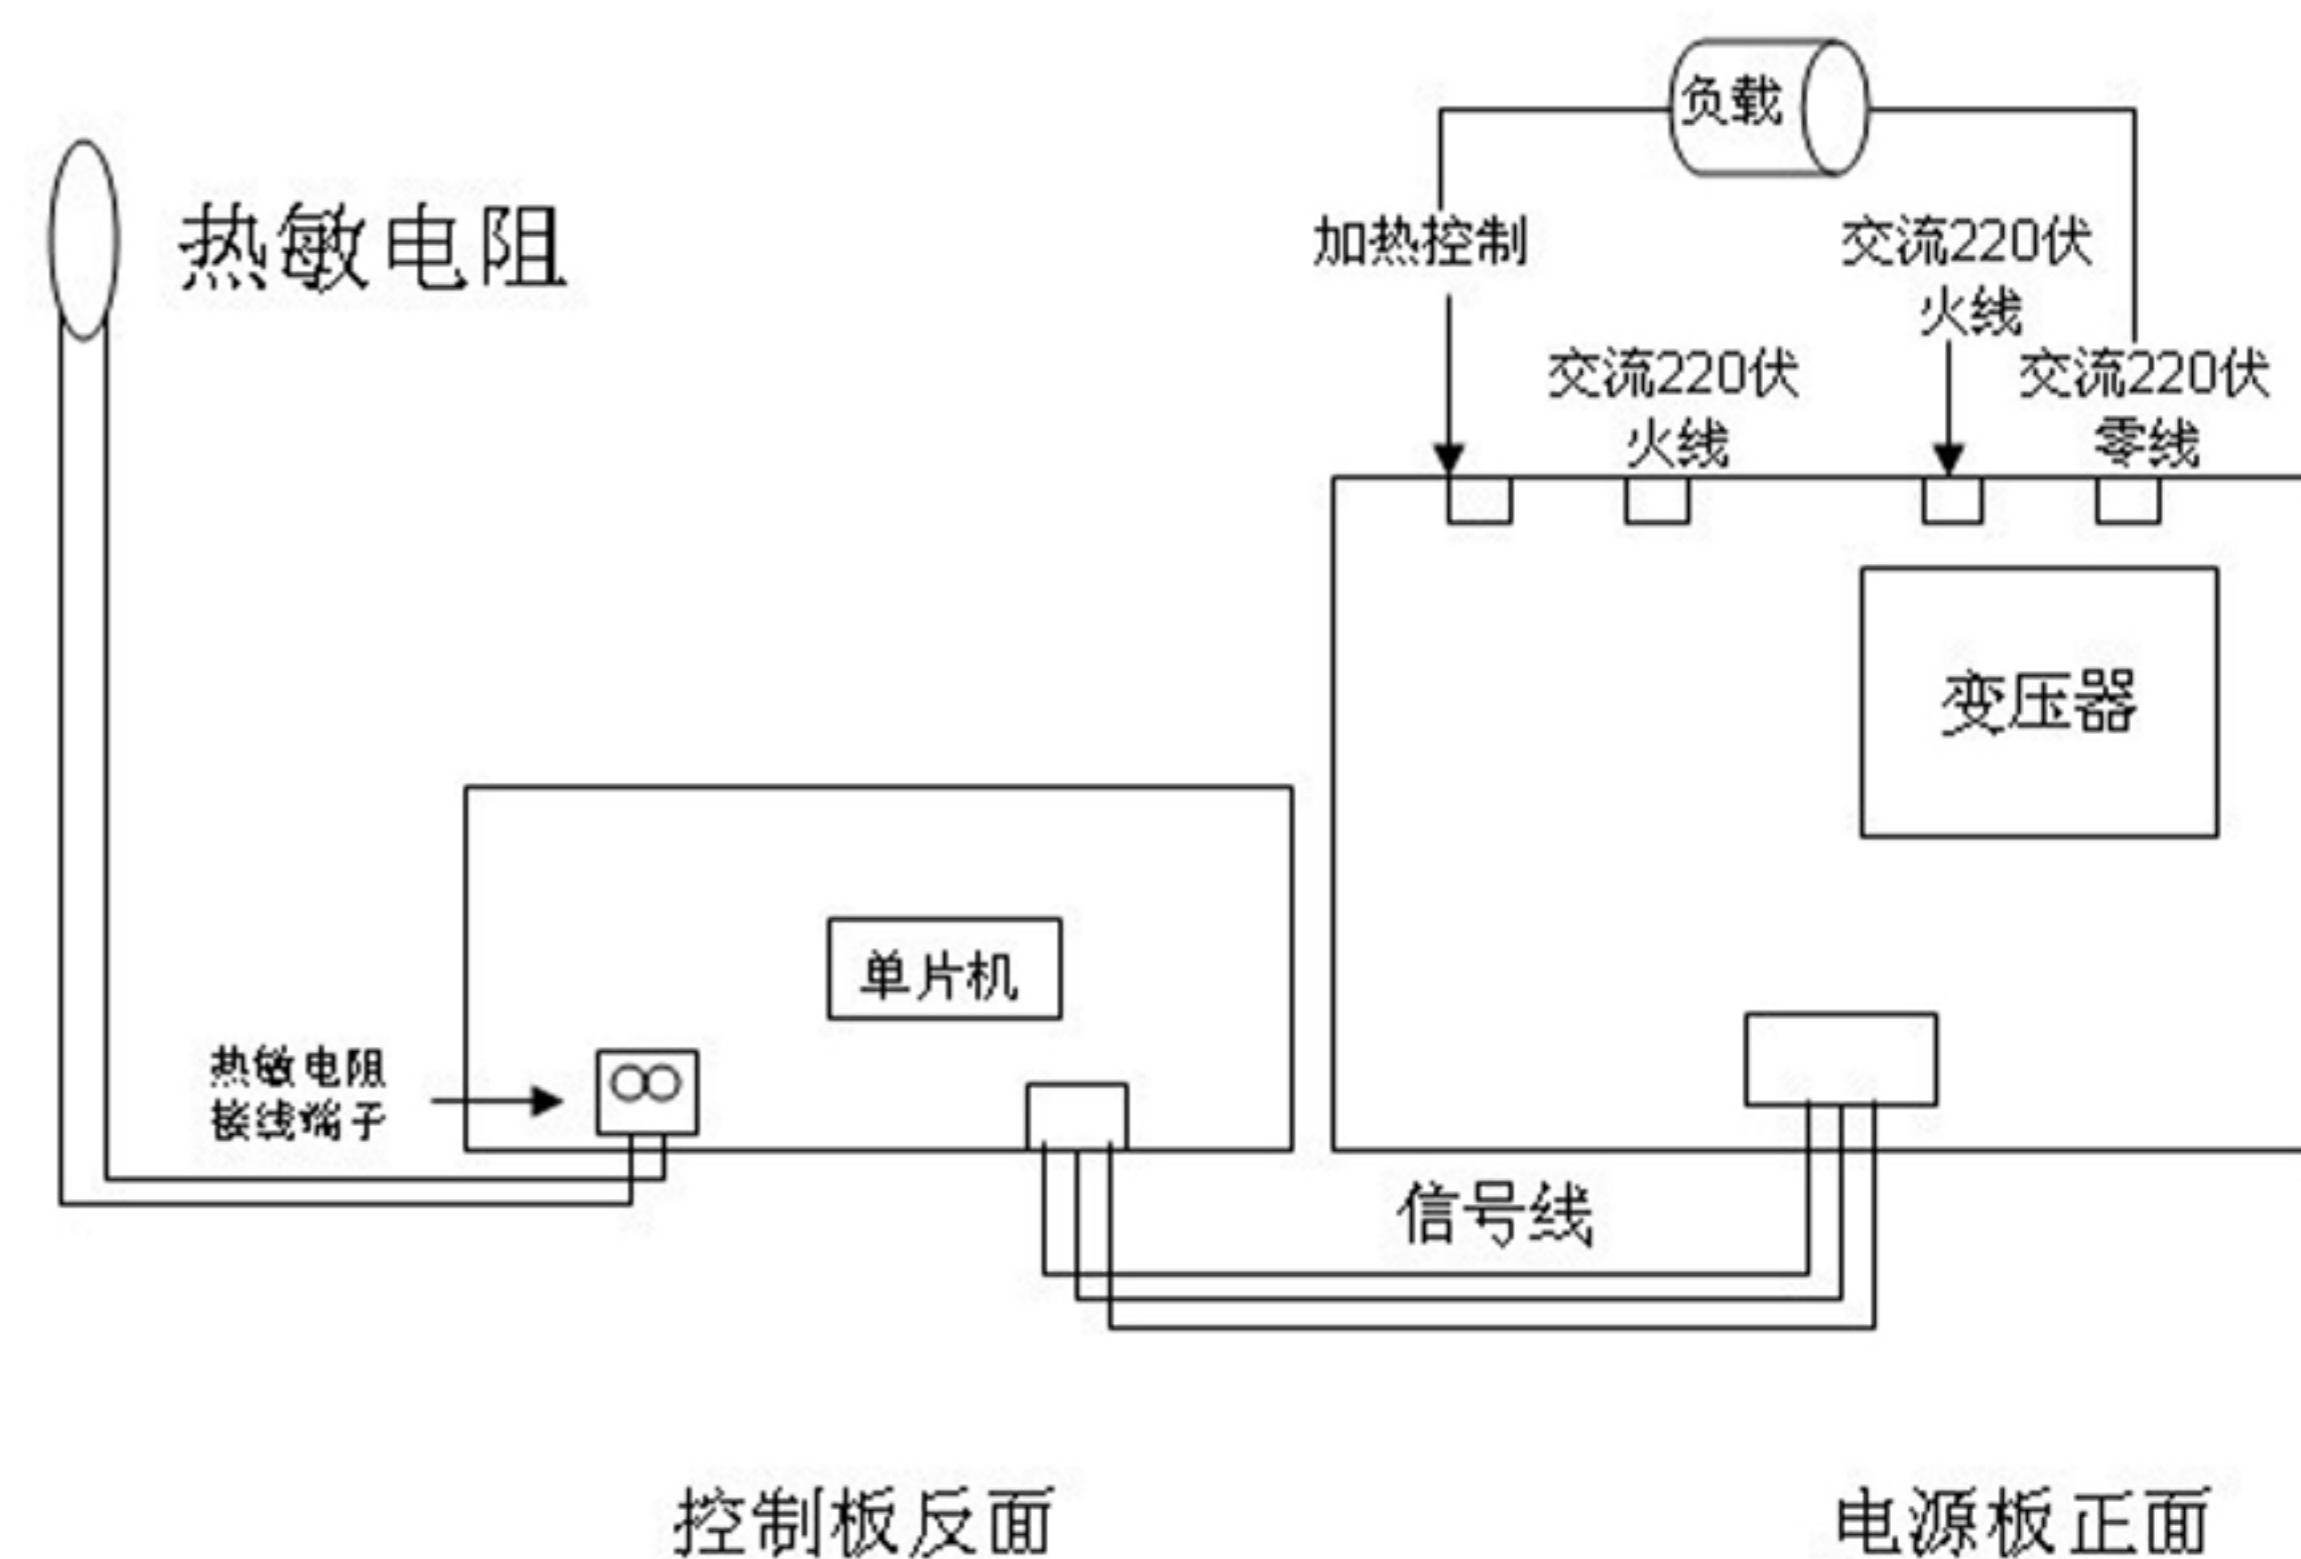 负载
热敏电阻
加热控制
交流220伏
火线
交流220伏
火线
交流220伏
零线
变压器
单片机
热敏电阻
接线端子
信号线
控制板反面
电源板正面